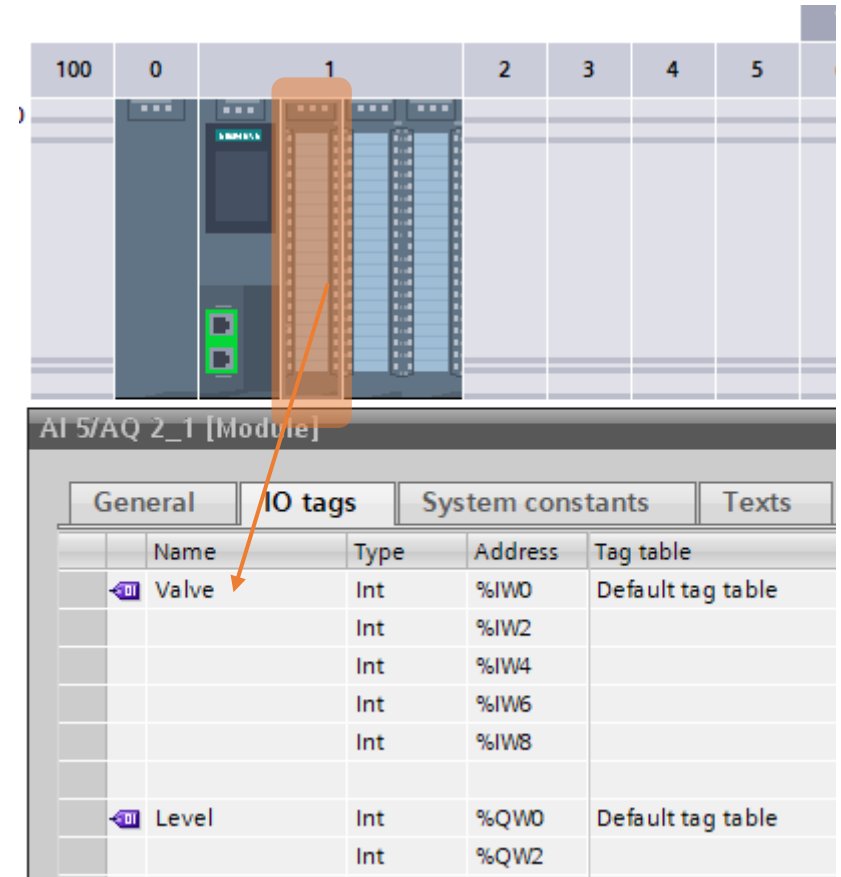 100 0 1 2 3 4 5
SIEMENS
AI 5/AQ 2_1 [Module]
General IO tags System constants Texts
Name Type Address Tag table
Valve Int %IW0 Default tag table
Int %IW2
Int %IW4
Int %IW6
Int %IW8
Level Int %QW0 Default tag table
Int %QW2